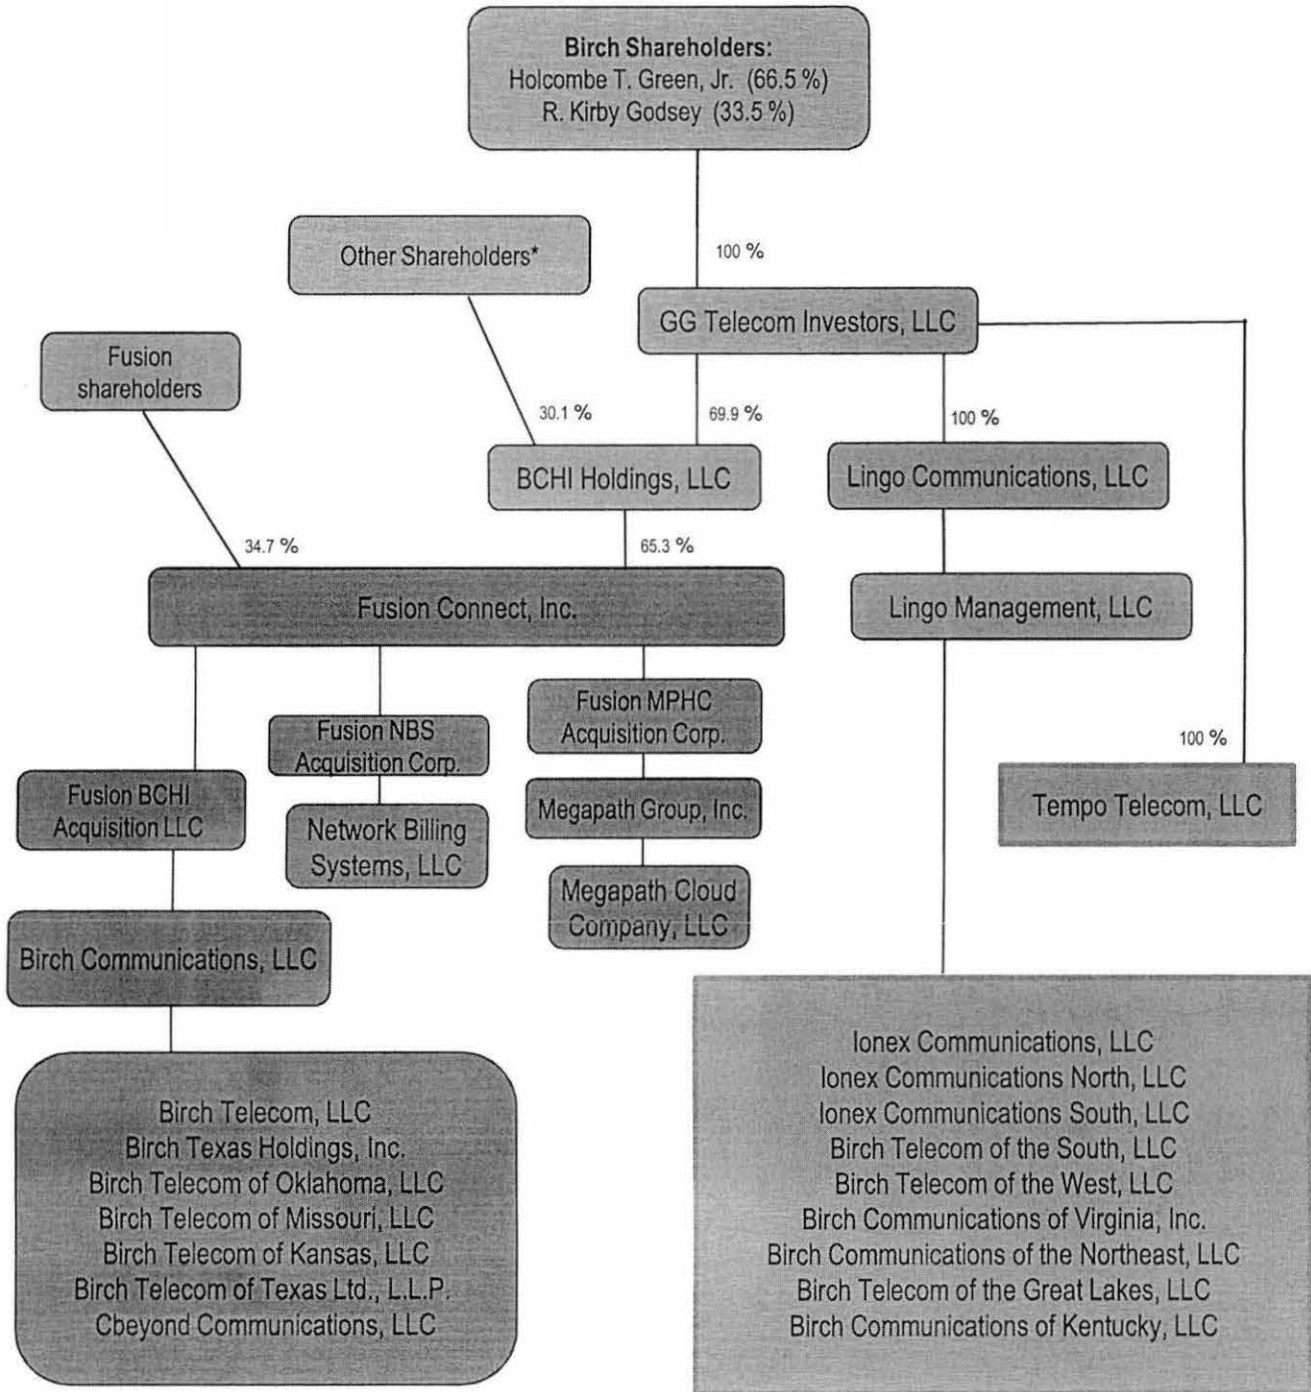 Birch Shareholders:
Holcombe T. Green, Jr. (66.5 %)
R. Kirby Godsey (33.5 %)
Other Shareholders*
100 %
GG Telecom Investors, LLC
Fusion
shareholders
30.1 %
69.9 %
100 %
BCHI Holdings, LLC
Lingo Communications, LLC
34.7 %
65.3 %
Fusion Connect, Inc.
Lingo Management, LLC
Fusion MPHC
Acquisition Corp.
Fusion NBS
Acquisition Corp.
100 %
Fusion BCHI
Acquisition LLC
Network Billing
Systems, LLC
Megapath Group, Inc.
Tempo Telecom, LLC
Megapath Cloud
Company, LLC
Birch Communications, LLC
Birch Telecom, LLC
Birch Texas Holdings, Inc.
Birch Telecom of Oklahoma, LLC
Birch Telecom of Missouri, LLC
Birch Telecom of Kansas, LLC
Birch Telecom of Texas Ltd., L.L.P.
Cbeyond Communications, LLC
Ionex Communications, LLC
Ionex Communications North, LLC
Ionex Communications South, LLC
Birch Telecom of the South, LLC
Birch Telecom of the West, LLC
Birch Communications of Virginia, Inc.
Birch Communications of the Northeast, LLC
Birch Telecom of the Great Lakes, LLC
Birch Communications of Kentucky, LLC